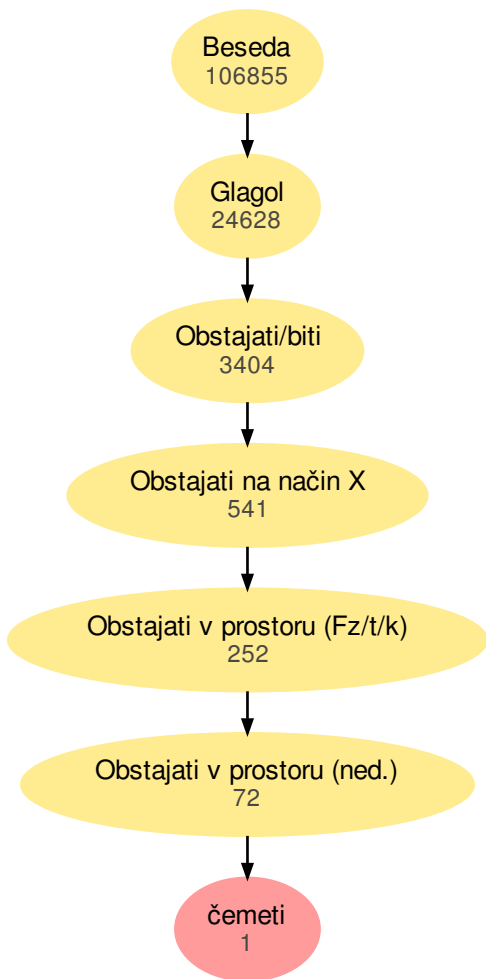 Beseda
106855
Glagol
24628
Obstajati/biti
3404
Obstajati na način X
541
Obstajati v prostoru (Fz/t/k)
252
Obstajati v prostoru (ned.)
72
čemeti
1